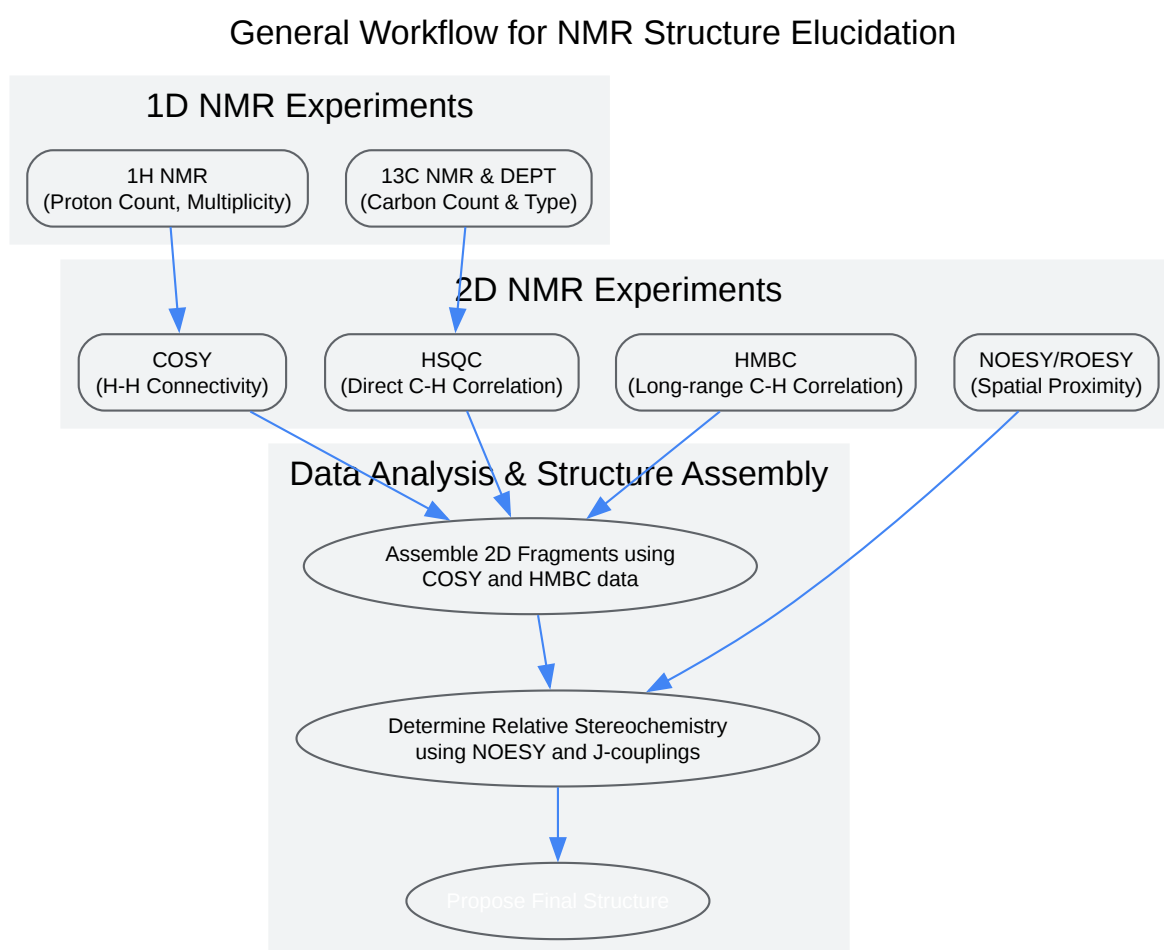 General Workflow for NMR Structure Elucidation
1D NMR Experiments
1H NMR
(Proton Count, Multiplicity)
13C NMR & DEPT
(Carbon Count & Type)
2D NMR Experiments
COSY
(H-H Connectivity)
HSQC
(Direct C-H Correlation)
HMBC
(Long-range C-H Correlation)
NOESY/ROESY
(Spatial Proximity)
Data Analysis & Structure Assembly
Assemble 2D Fragments using
COSY and HMBC data
Determine Relative Stereochemistry
using NOESY and J-couplings
Propose Final Structure